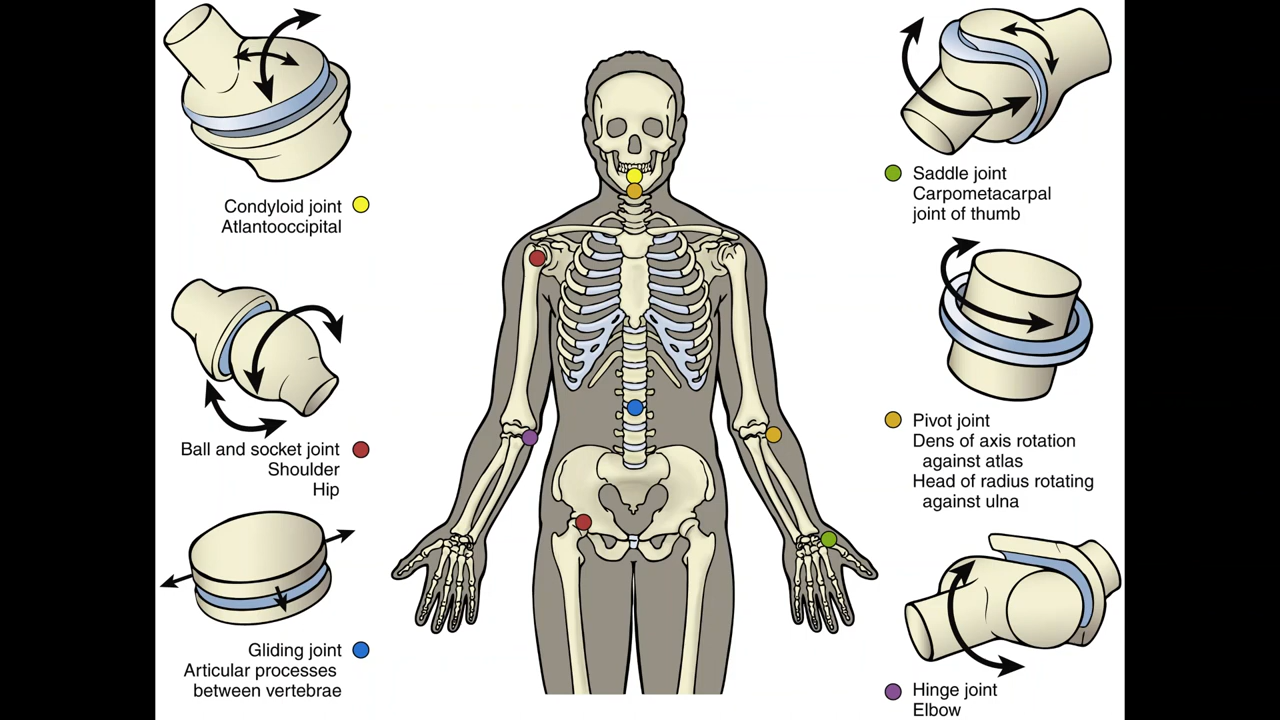 Condyloid joint
Atlantooccipital
Ball and socket joint
Shoulder
Hip
Gliding joint
Articular processes
between vertebrae
Saddle joint
Carpometacarpal
joint of thumb
Pivot joint
Dens of axis rotation
against atlas
Head of radius rotating
against ulna
Hinge joint
Elbow